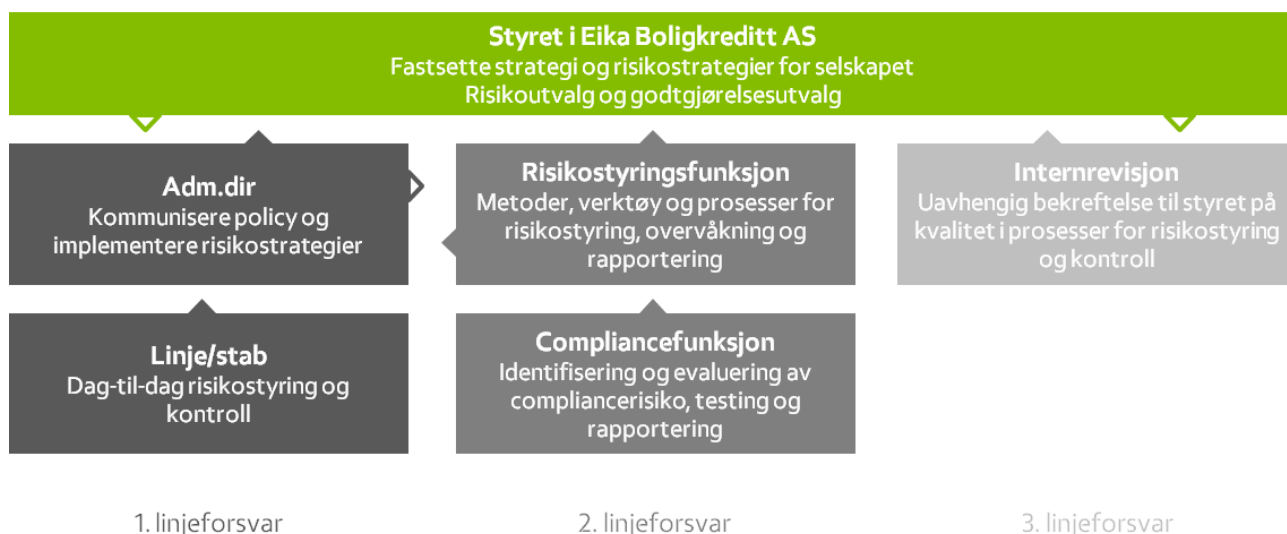 Styret i Eika Boligkreditt AS
Fastsette strategi og risikostrategier for selskapet
Risikoutvalg og godtgjørelsesutvalg
Adm.dir
Kommunisere policy og
implementere risikostrategier
Risikostyringsfunksjon
Metoder, verktøy og prosesser for
risikostyring, overvåkning og
rapportering
Internrevisjon
Uavhengig bekreftelse til styret på
kvalitet i prosesser for risikostyring
og kontroll
Linje/stab
Dag-til-dag risikostyring og
kontroll
Compliancefunksjon
Identifisering og evaluering av
compliancerisiko, testing og
rapportering
1. linjeforsvar
2. linjeforsvar
3. linjeforsvar